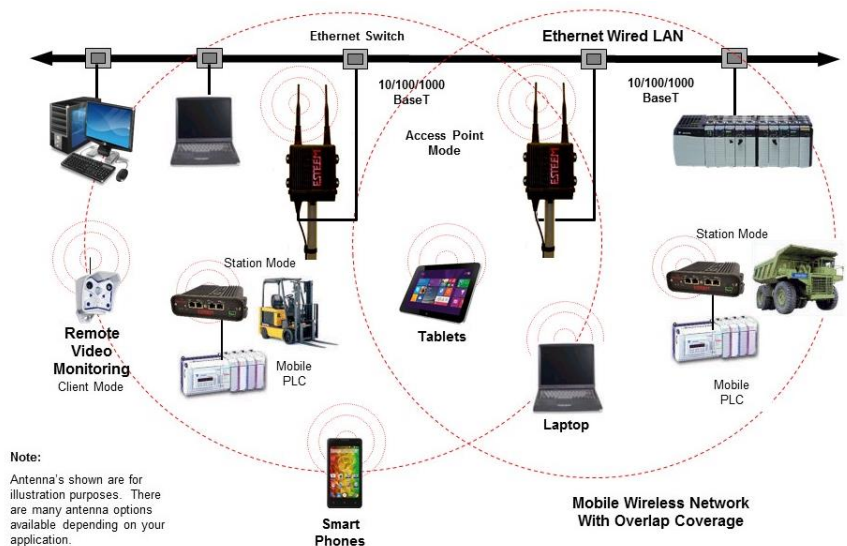 Ethernet Switch
Ethernet Wired LAN
10/100/1000
BaseT
10/100/1000
BaseT
Access Point
Mode
ESTEEM
ESTEEM
Station Mode
Station Mode
Remote
Video
Monitoring
Client Mode
Mobile
PLC
Tablets
Mobile
PLC
Laptop
Note:
Antenna's shown are for
illustration purposes. There
are many antenna options
available depending on your
application.
Smart
Phones
Mobile Wireless Network
With Overlap Coverage